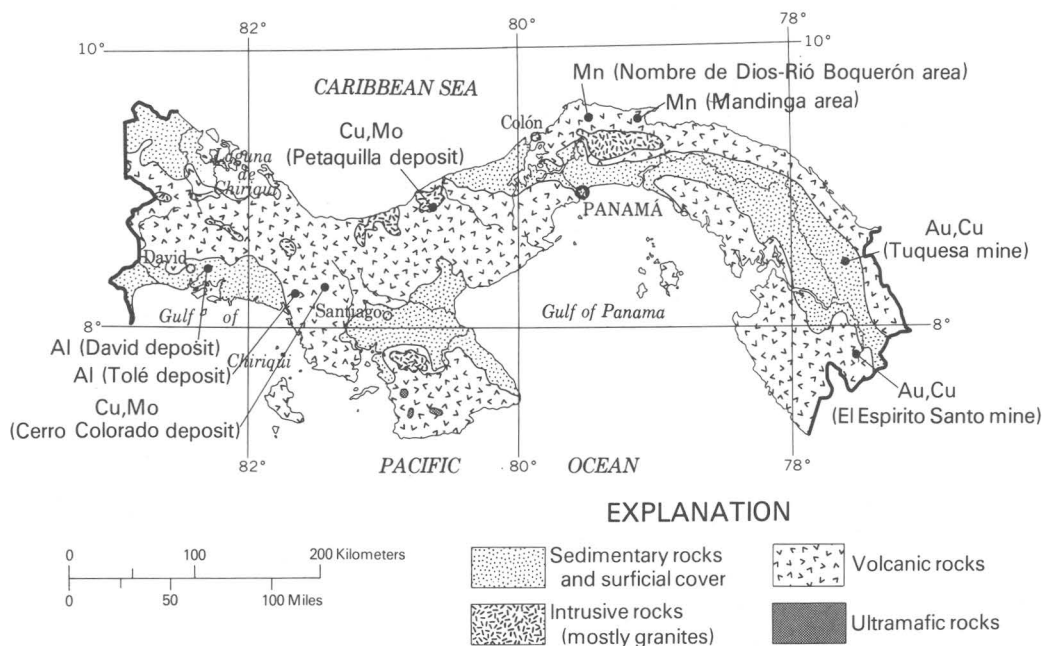 82°
80°
78°
10°
10°
CARIBBEAN SEA
Mn (Nombre de Dios-Rió Boquerón area)
Mn (Mandinga area)
Colón
Cu,Mo
(Petaquilla deposit)
Laguna
de
Chiriqui
PANAMÁ
Au,Cu
(Tuquesa mine)
David
Santiago
Gulf of
Gulf of Panama
8°
8°
Al (David deposit)
Chiriqui
Al (Tolé deposit)
Cu,Mo
(Cerro Colorado deposit)
Au,Cu
(El Espirito Santo mine)
82°
80°
78°
PACIFIC OCEAN
EXPLANATION
0 100 200 Kilometers
0 50 100 Miles
Sedimentary rocks
and surficial cover
Volcanic rocks
Intrusive rocks
(mostly granites)
Ultramafic rocks